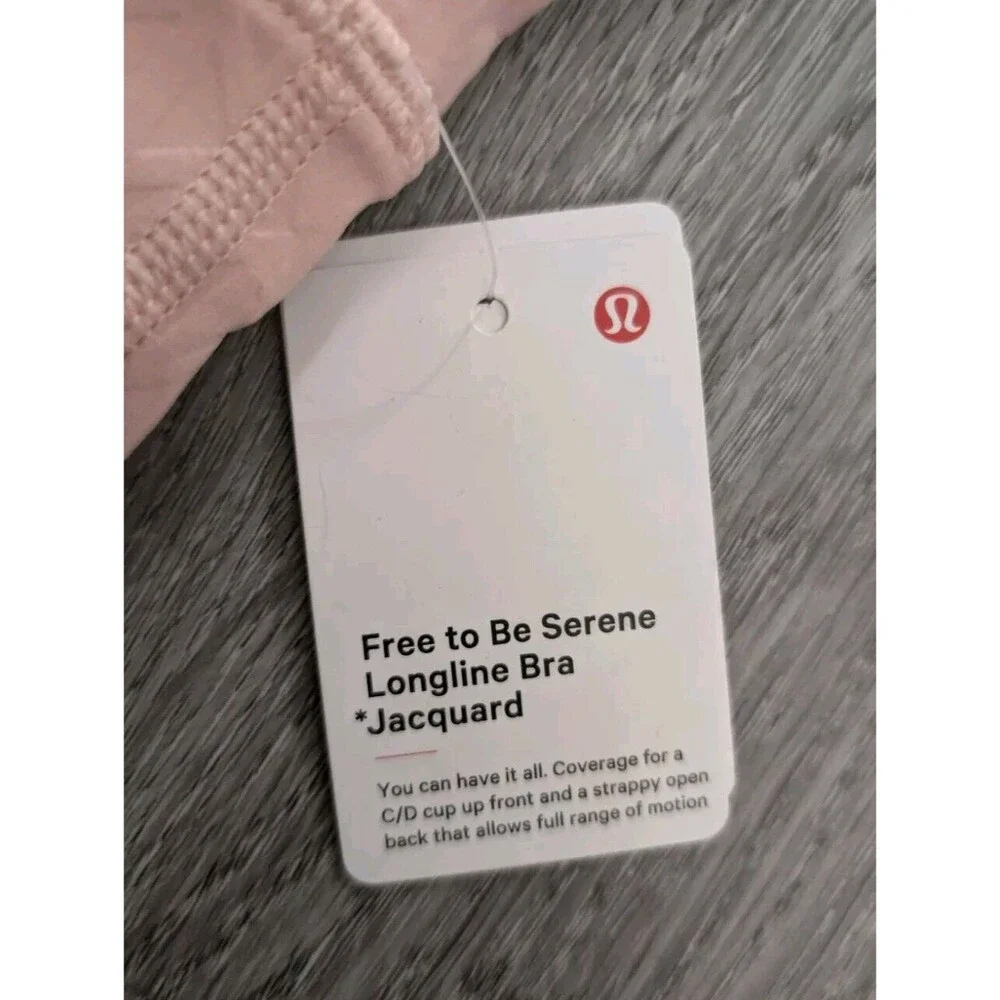 Free to Be Serene
Longline Bra
*Jacquard
You can have it all. Coverage for a
C/D cup up front and a strappy open
back that allows full range of motion